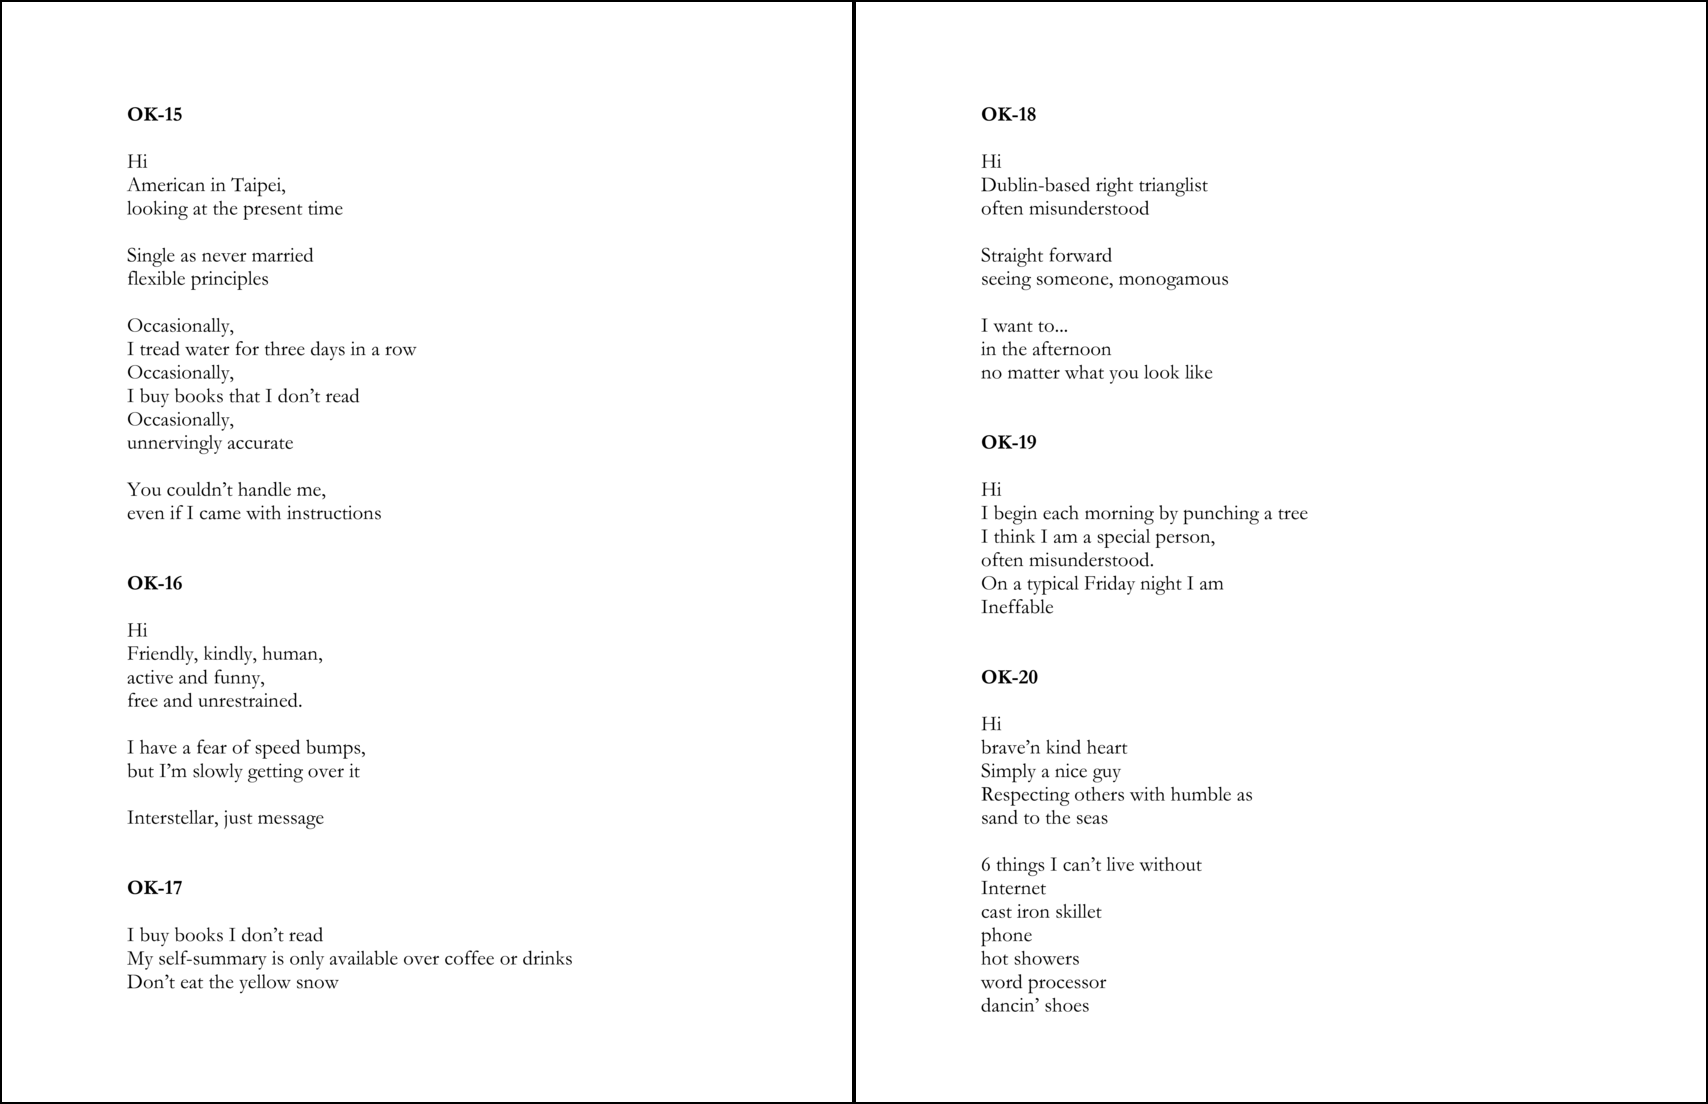 OK-15
Hi
American in Taipei,
looking at the present time
Single as never married
flexible principles
Occasionally,
I tread water for three days in a row
Occasionally,
I buy books that I don’t read
Occasionally,
unnervingly accurate
You couldn’t handle me,
even if I came with instructions
OK-16
Hi
Friendly, kindly, human,
active and funny,
free and unrestrained.
I have a fear of speed bumps,
but I’m slowly getting over it
Interstellar, just message
OK-17
I buy books I don’t read
My self-summary is only available over coffee or drinks
Don’t eat the yellow snow
OK-18
Hi
Dublin-based right trianglist
often misunderstood
Straight forward
seeing someone, monogamous
I want to...
in the afternoon
no matter what you look like
OK-19
Hi
I begin each morning by punching a tree
I think I am a special person,
often misunderstood.
On a typical Friday night I am
Ineffable
OK-20
Hi
brave’n kind heart
Simply a nice guy
Respecting others with humble as
sand to the seas
6 things I can’t live without
Internet
cast iron skillet
phone
hot showers
word processor
dancin’ shoes